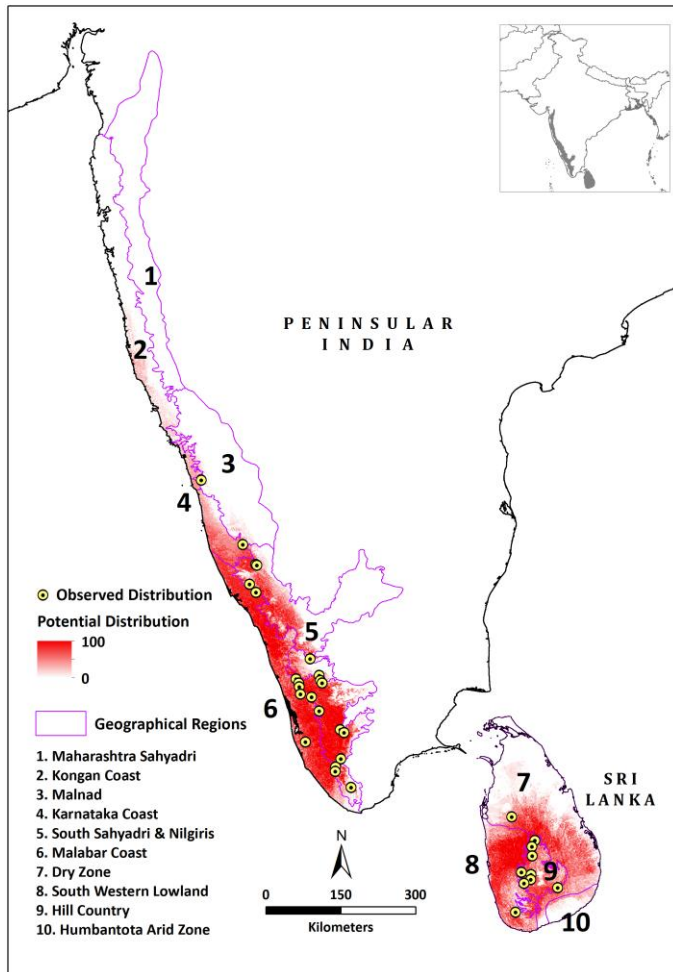 1
PENINSULAR
INDIA
2
3
4
Observed Distribution
Potential Distribution
100
0
5
6
Geographical Regions
1. Maharashtra Sahyadri
2. Kongan Coast
3. Malnad
4. Karnataka Coast
5. South Sahyadri & Nilgiris
6. Malabar Coast
7. Dry Zone
8. South Western Lowland
9. Hill Country
10. Humbantota Arid Zone
N
0 150 300
Kilometers
7
SRI
LANKA
8
9
10